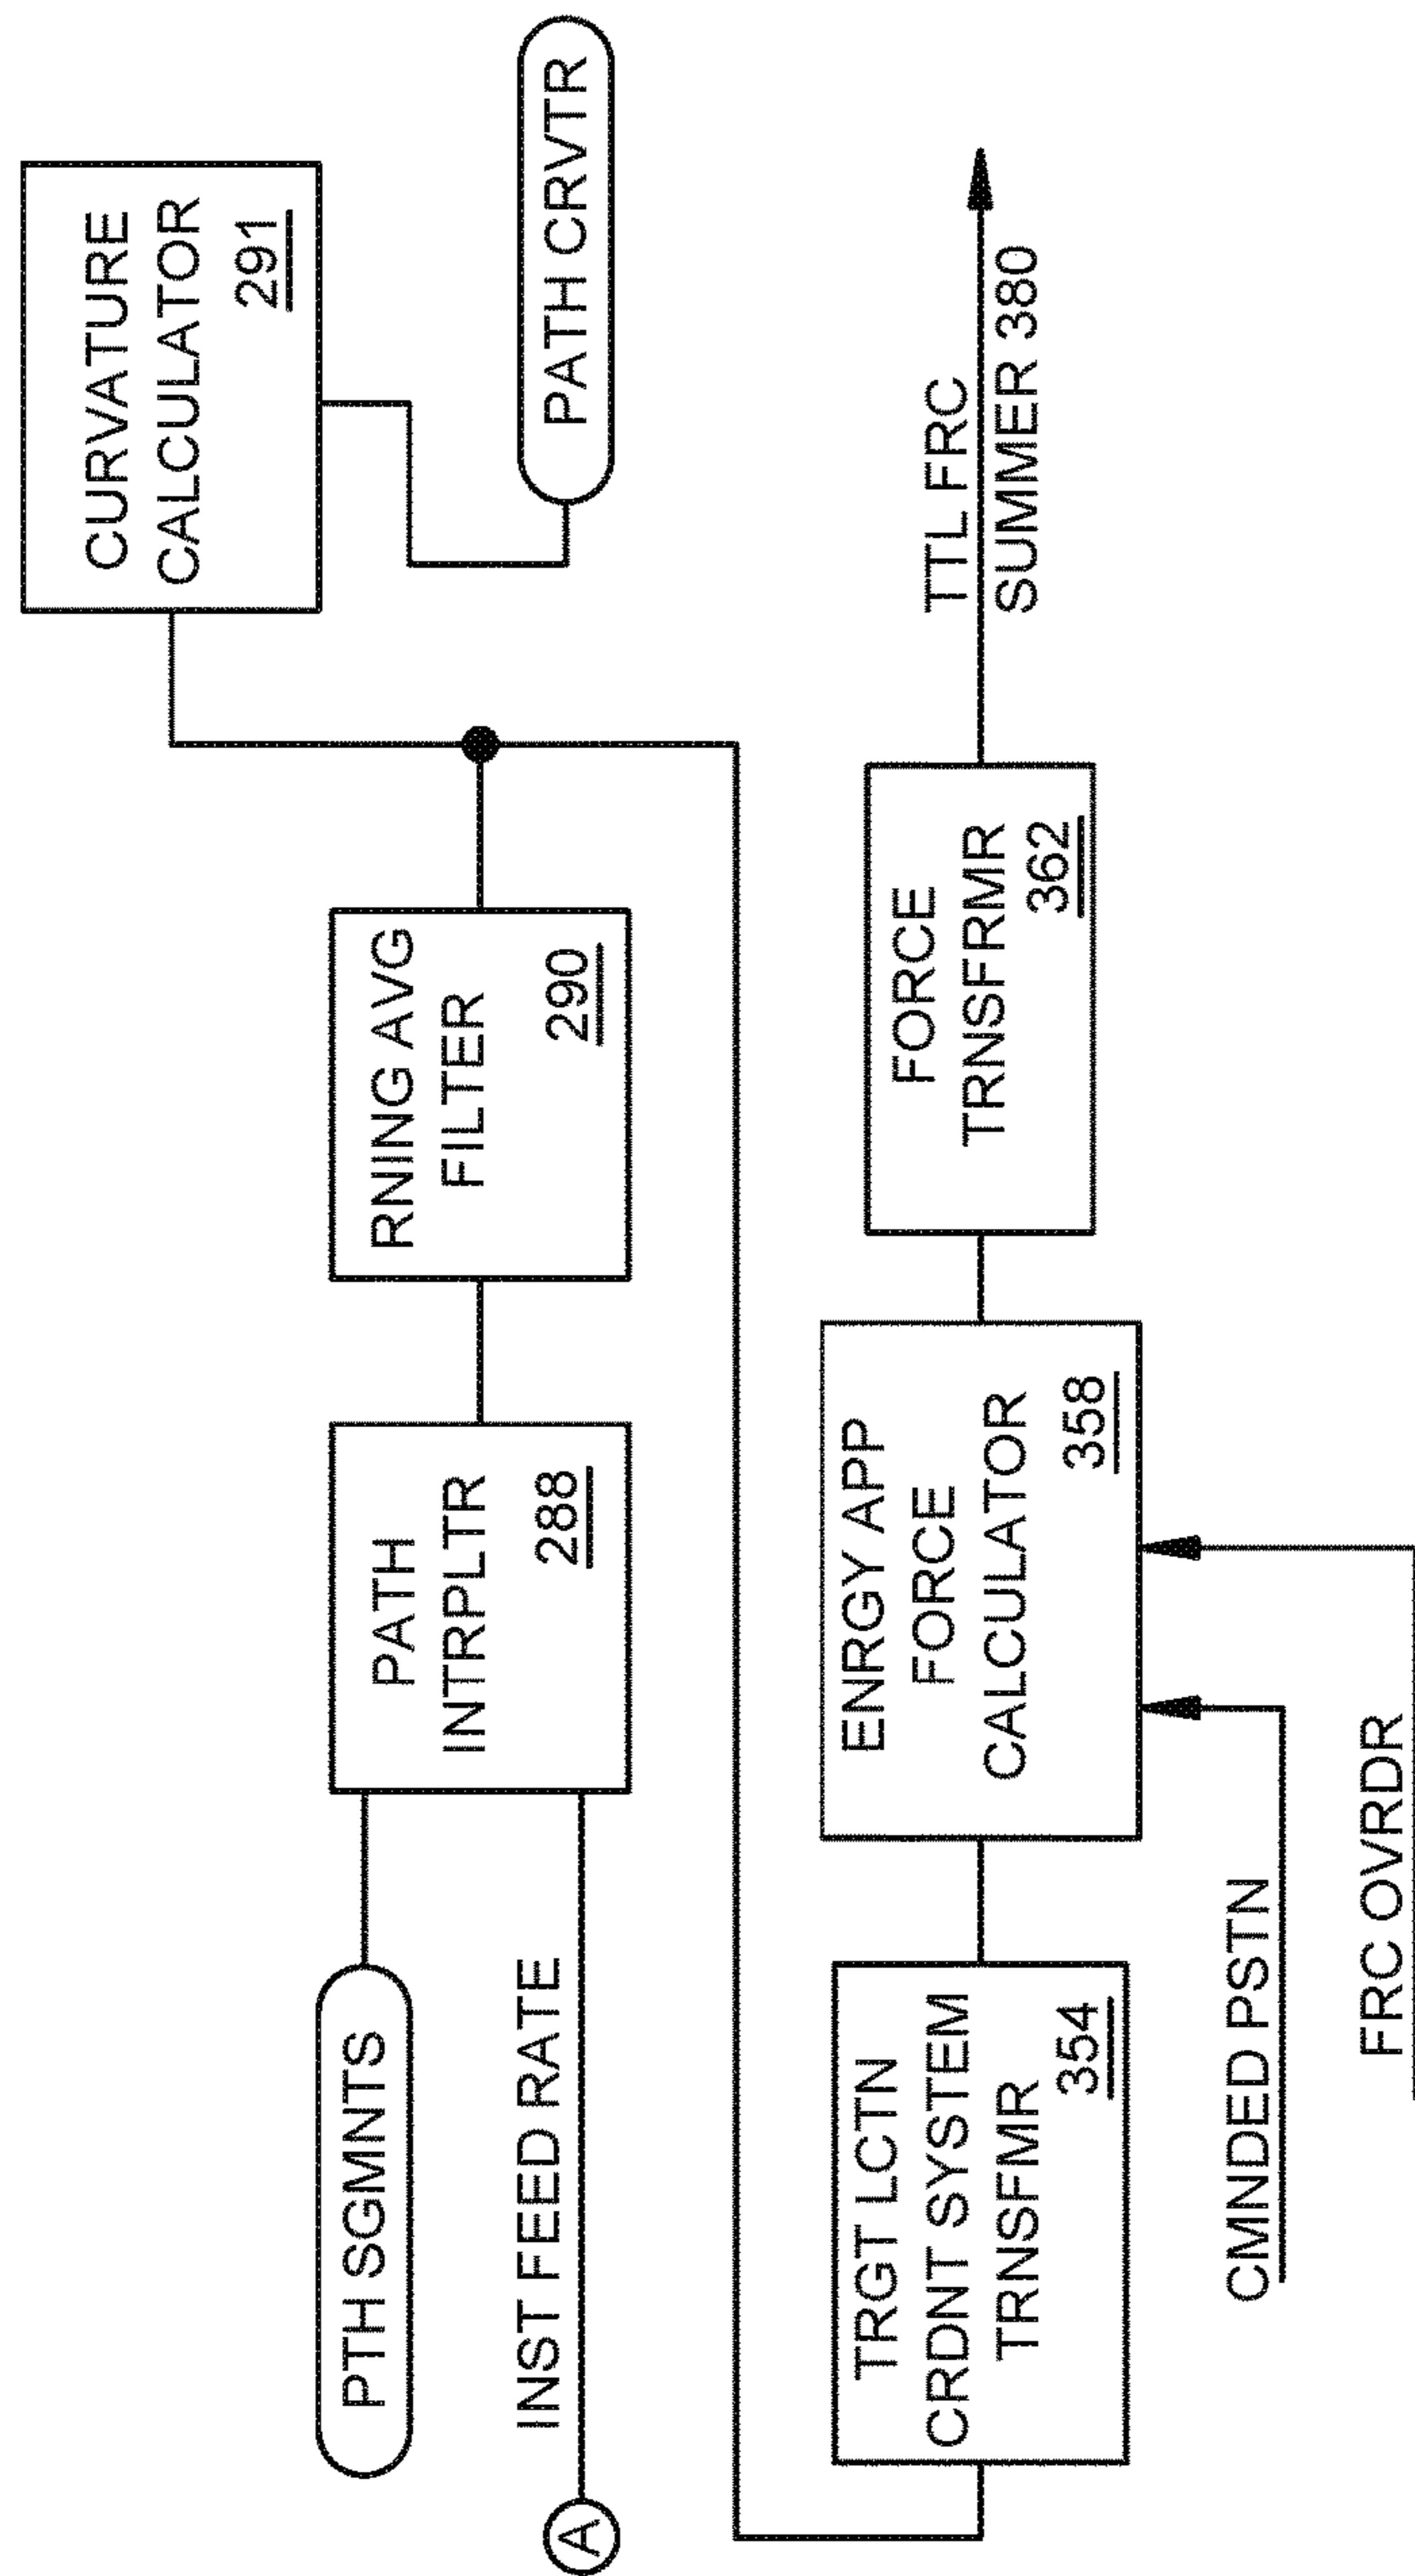 CURVATURE
CALCULATOR
291
PATH CRVTR
PTH SGMNTS
INST FEED RATE
A
PATH
INTRPLTR
288
RNING AVG
FILTER
290
TRGT LCTN
CRDNT SYSTEM
TRNSFMR
354
ENRGY APP
FORCE
CALCULATOR
358
FORCE
TRNSFRMR
362
TTL FRC
SUMMER 380
CMNDED PSTN
FRC OVRDR